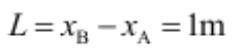 L = x_B − x_A = 1m